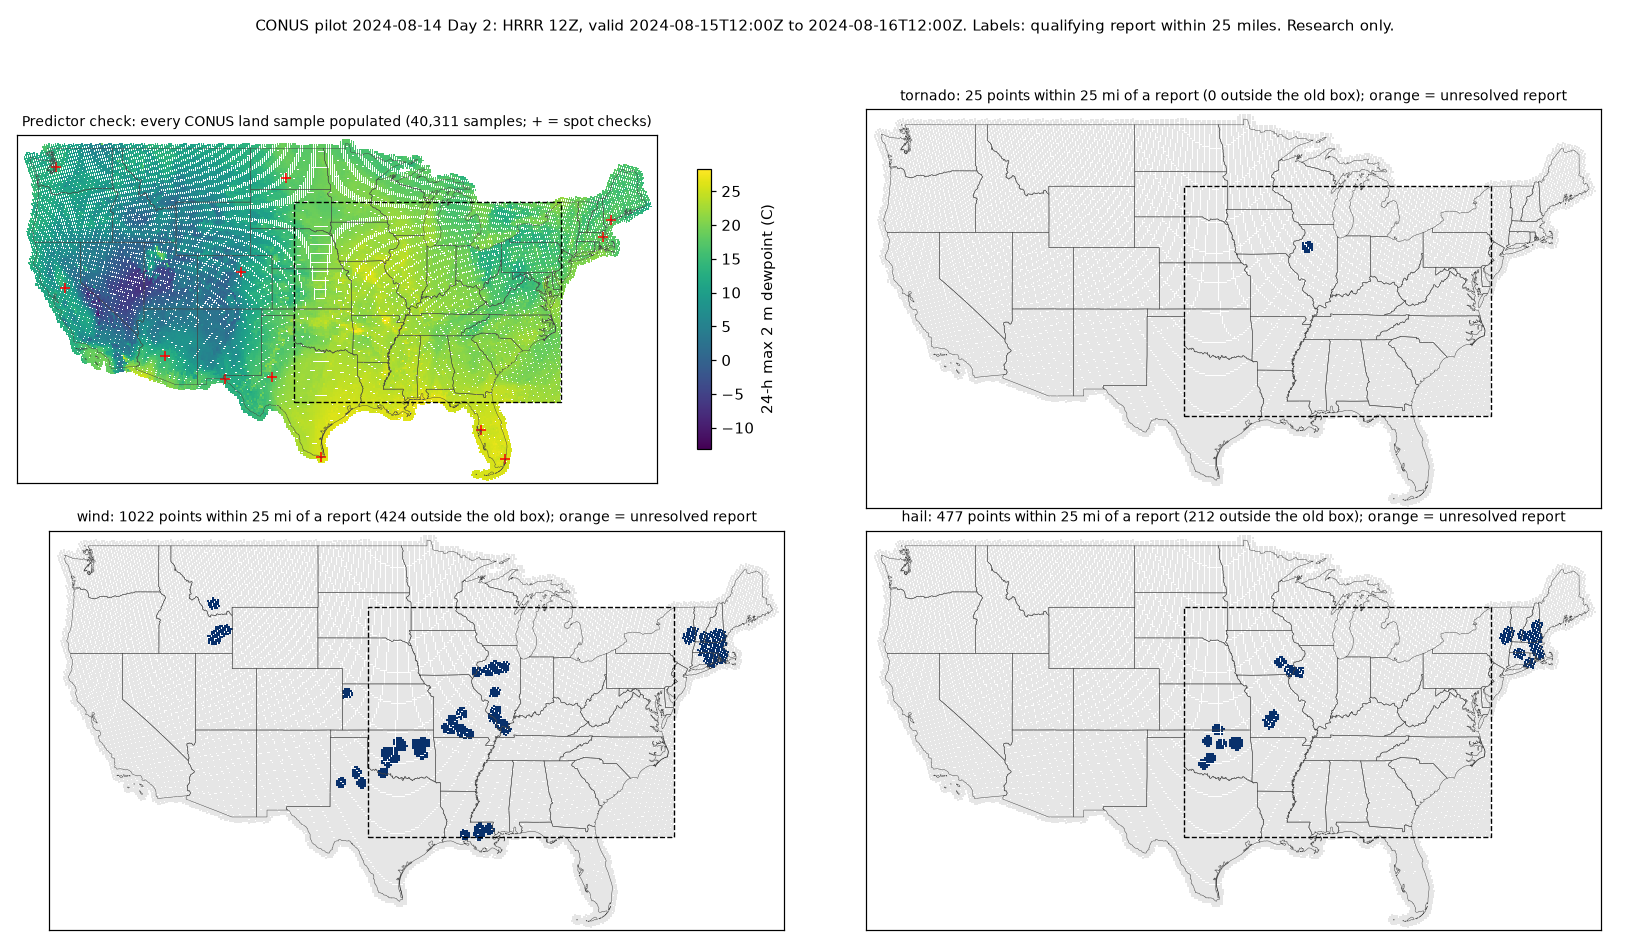 CONUS pilot 2024-08-14 Day 2: HRRR 12Z, valid 2024-08-15T12:00Z to 2024-08-16T12:00Z. Labels: qualifying report within 25 miles. Research only.
Predictor check: every CONUS land sample populated (40,311 samples; + = spot checks)
25
20
15
10
5
0
−5
−10
24-h max 2 m dewpoint (C)
tornado: 25 points within 25 mi of a report (0 outside the old box); orange = unresolved report
wind: 1022 points within 25 mi of a report (424 outside the old box); orange = unresolved report
hail: 477 points within 25 mi of a report (212 outside the old box); orange = unresolved report